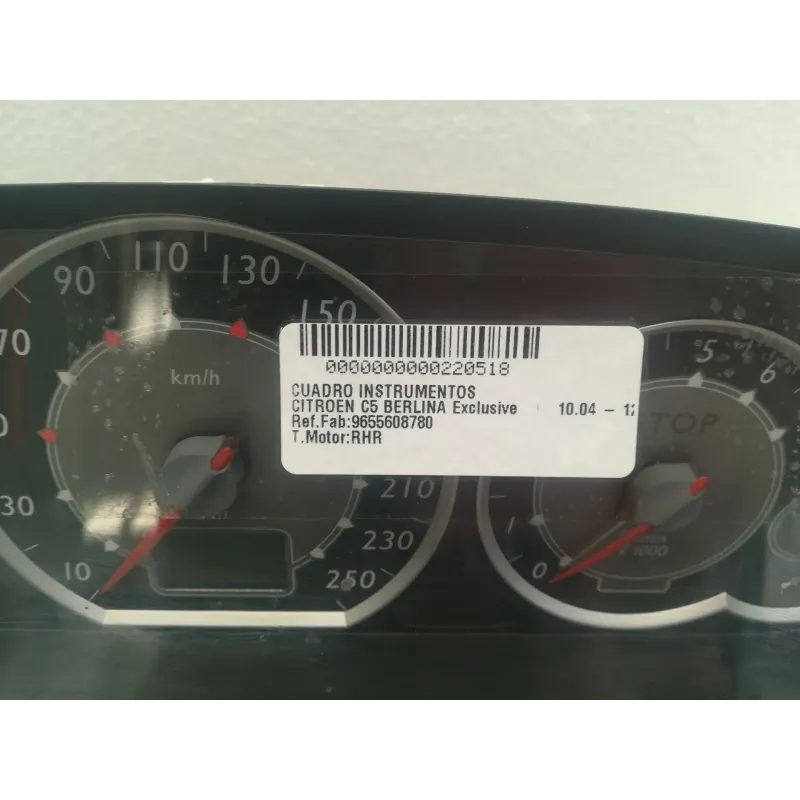 90 110 130
150
70
km/h
30
10
210
230
250
0000000000220518
CUADRO INSTRUMENTOS
CITROEN C5 BERLINA Exclusive 10.04 - 12
Ref.Fab:9655608780
T.Motor:RHR
5
6
TOP
1
0
1000